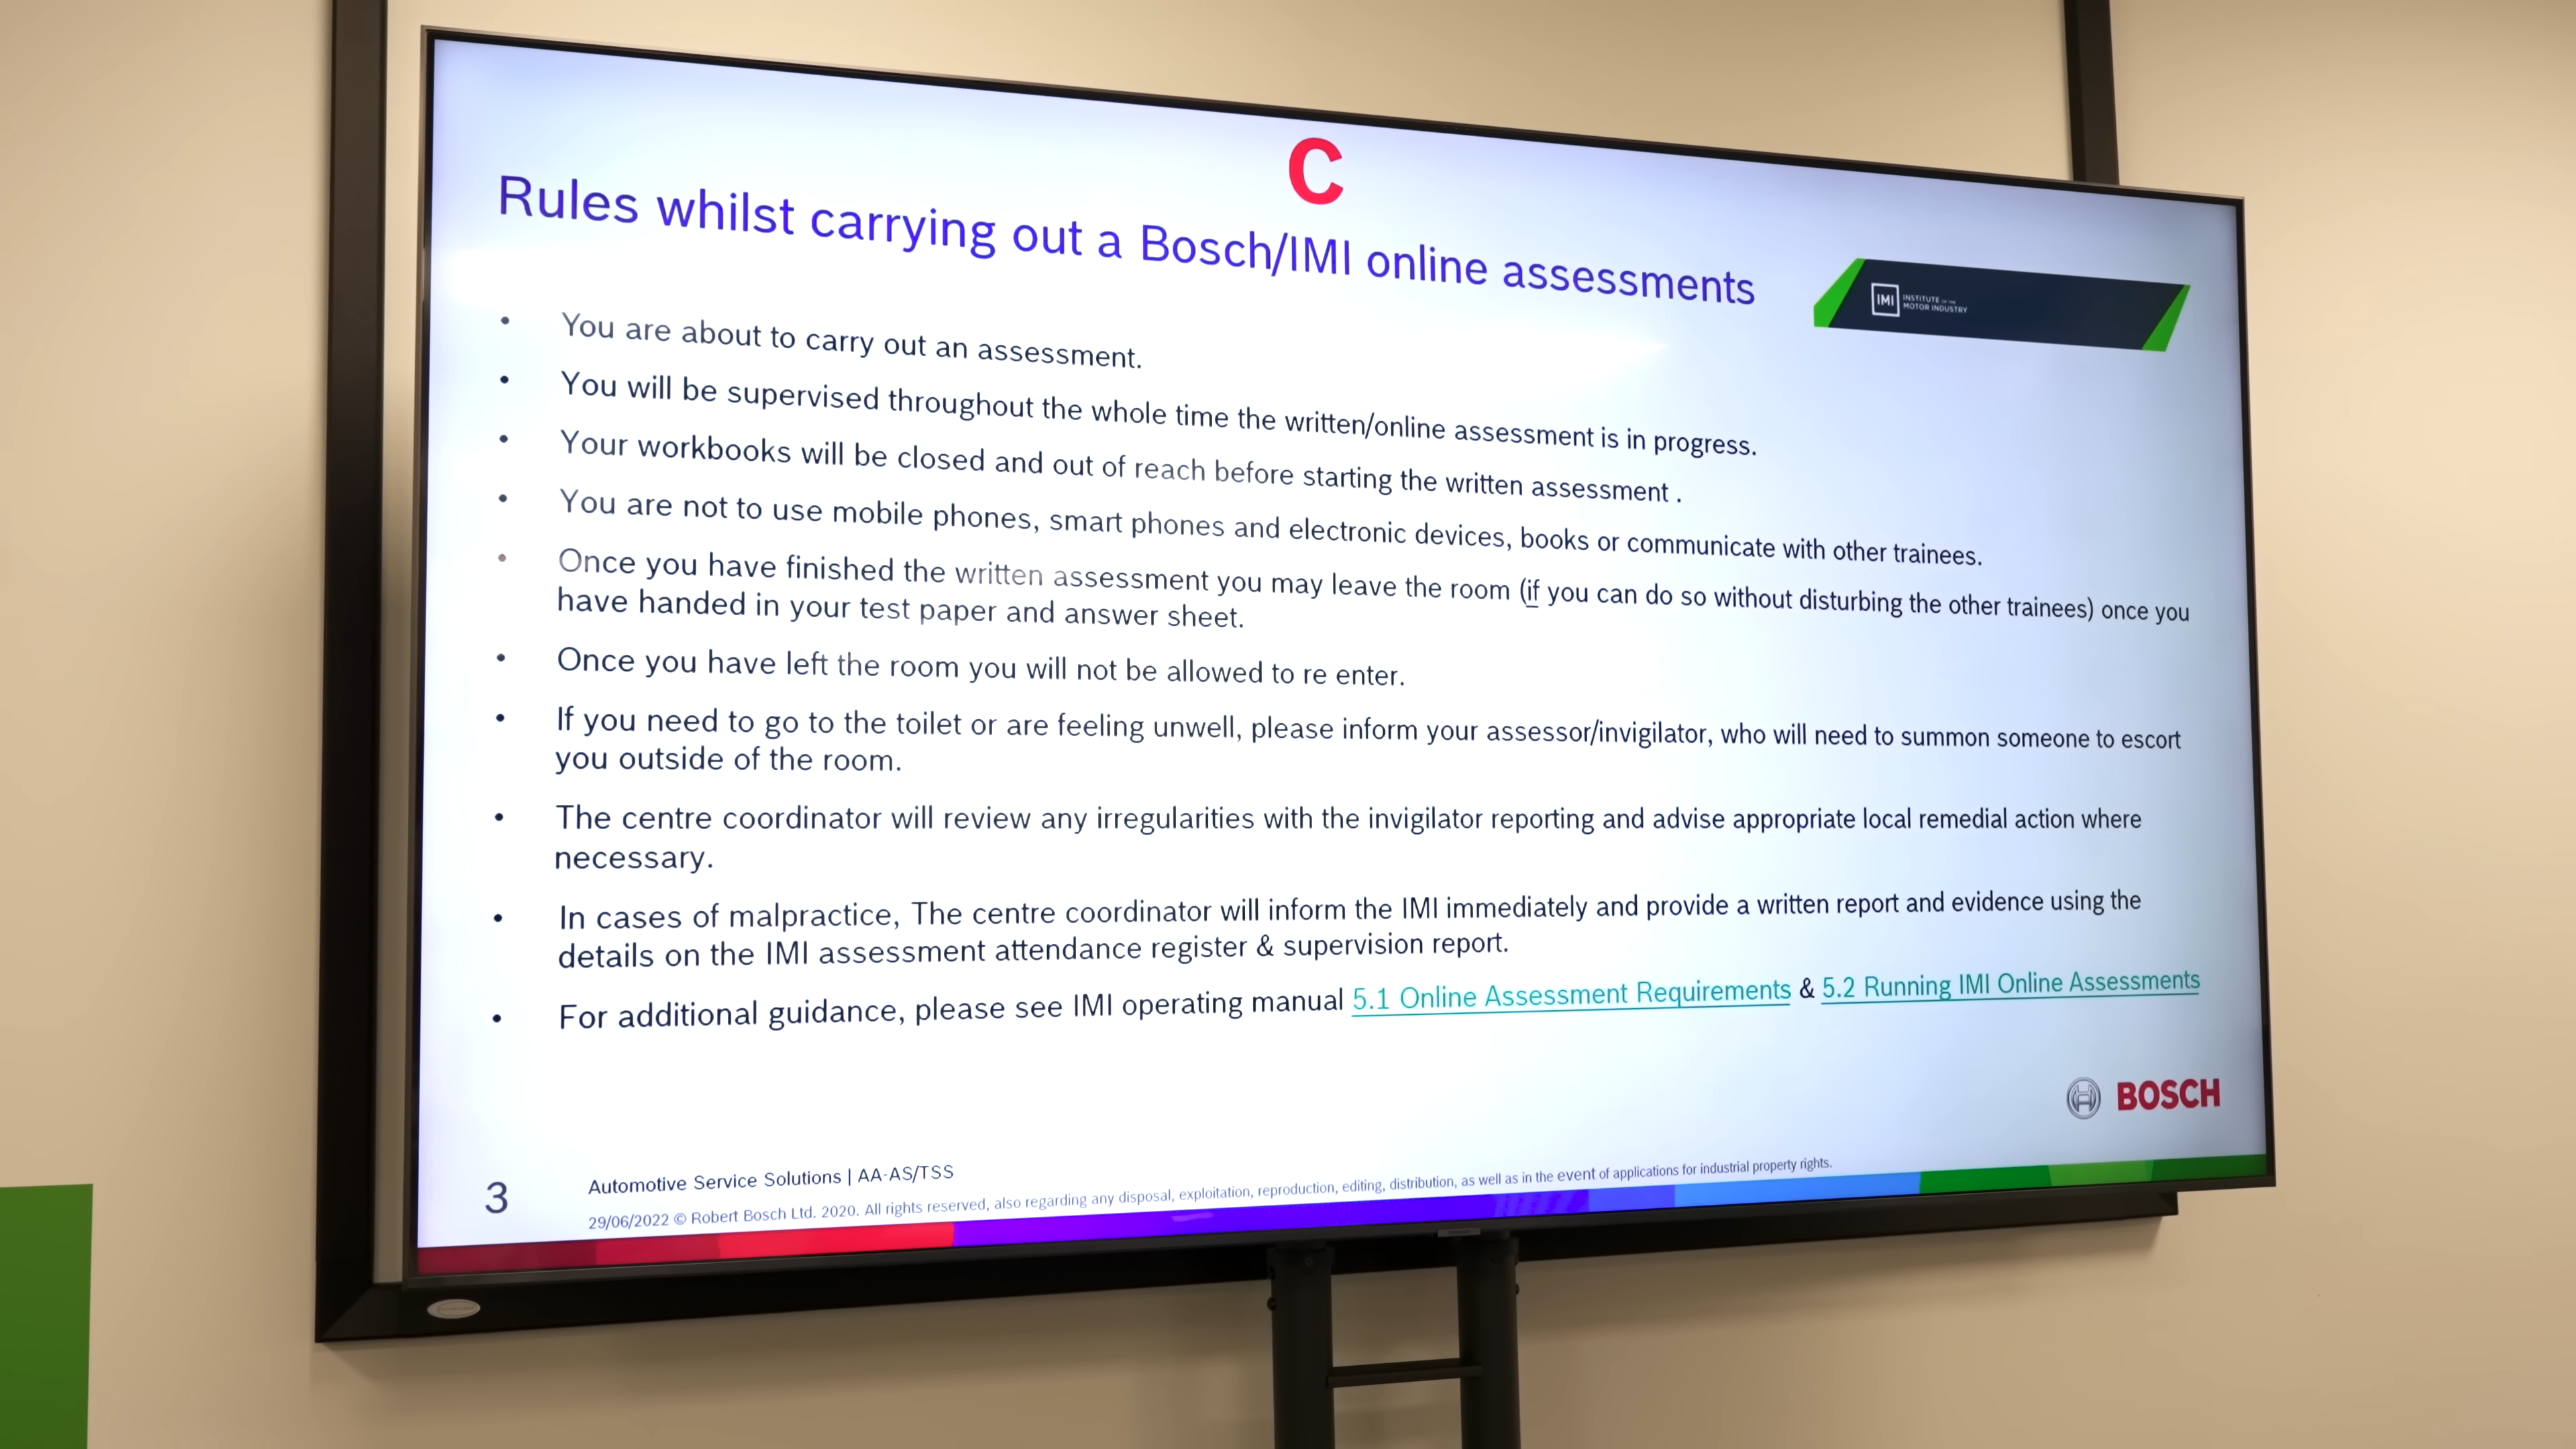 C
Rules whilst carrying out a Bosch/IMI online assessments
IMI INSTITUTE OF THE
MOTOR INDUSTRY
• You are about to carry out an assessment.
• You will be supervised throughout the whole time the written/online assessment is in progress.
• Your workbooks will be closed and out of reach before starting the written assessment .
• You are not to use mobile phones, smart phones and electronic devices, books or communicate with other trainees.
• Once you have finished the written assessment you may leave the room (if you can do so without disturbing the other trainees) once you
have handed in your test paper and answer sheet.
• Once you have left the room you will not be allowed to re enter.
• If you need to go to the toilet or are feeling unwell, please inform your assessor/invigilator, who will need to summon someone to escort
you outside of the room.
• The centre coordinator will review any irregularities with the invigilator reporting and advise appropriate local remedial action where
necessary.
• In cases of malpractice, The centre coordinator will inform the IMI immediately and provide a written report and evidence using the
details on the IMI assessment attendance register & supervision report.
• For additional guidance, please see IMI operating manual 5.1 Online Assessment Requirements & 5.2 Running IMI Online Assessments
BOSCH
3
Automotive Service Solutions | AA-AS/TSS
29/06/2022 © Robert Bosch Ltd. 2020. All rights reserved, also regarding any disposal, exploitation, reproduction, editing, distribution, as well as in the event of applications for industrial property rights.